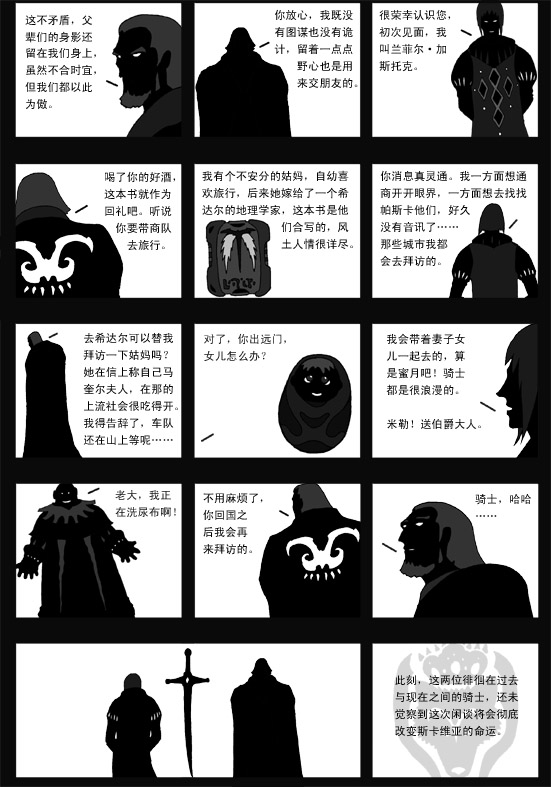 这不矛盾，父
辈们的身影还
留在我们身上，
虽然不合时宜，
但我们都以此
为傲。
你放心，我既没
有图谋也没有诡
计，留着一点点
野心也是用
来交朋友的。
很荣幸认识您，
初次见面，我
叫兰菲尔·加
斯托克。
喝了你的好酒，
这本书就作为
回礼吧。听说
你要带商队
去旅行。
我有个不安分的姑妈，自幼喜
欢旅行，后来她嫁给了一个希
达尔的地理学家，这本书是他
们合写的，风
土人情很详尽。
你消息真灵通。我一方面想通
商开开眼界，一方面想去找找
帕斯卡他们，好久
没有音讯了……
那些城市我都
会去拜访的。
去希达尔可以替我
拜访一下姑妈吗？
她在信上称自己马
奎尔夫人，在那的
上流社会很吃得开。
我得告辞了，车队
还在山上等呢……
对了，你出远门，
女儿怎么办？
我会带着妻子女
儿一起去的，算
是蜜月吧！骑士
都是很浪漫的。
米勒！送伯爵大人。
老大，我正
在洗尿布啊！
不用麻烦了，
你回国之
后我会再
来拜访的。
骑士，哈哈
……
此刻，这两位徘徊在过去
与现在之间的骑士，还未
觉察到这次闲谈将会彻底
改变斯卡维亚的命运。